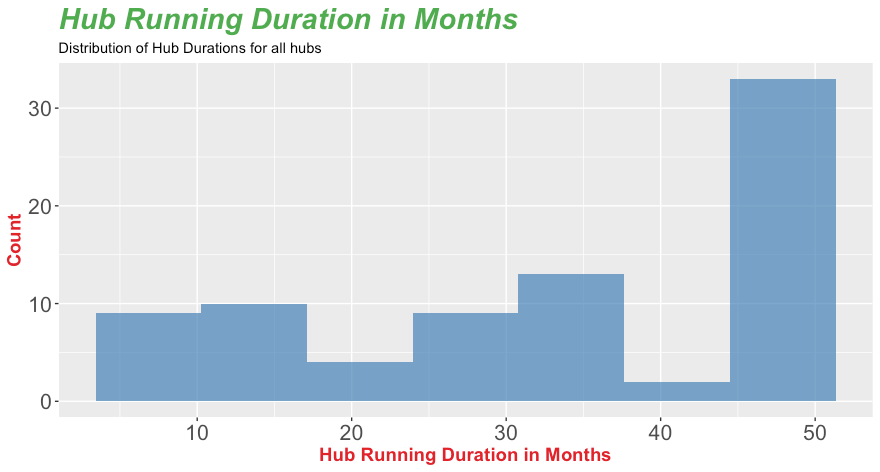 Hub Running Duration in Months
Distribution of Hub Durations for all hubs
30
20
10
0
Count
10 20 30 40 50
Hub Running Duration in Months